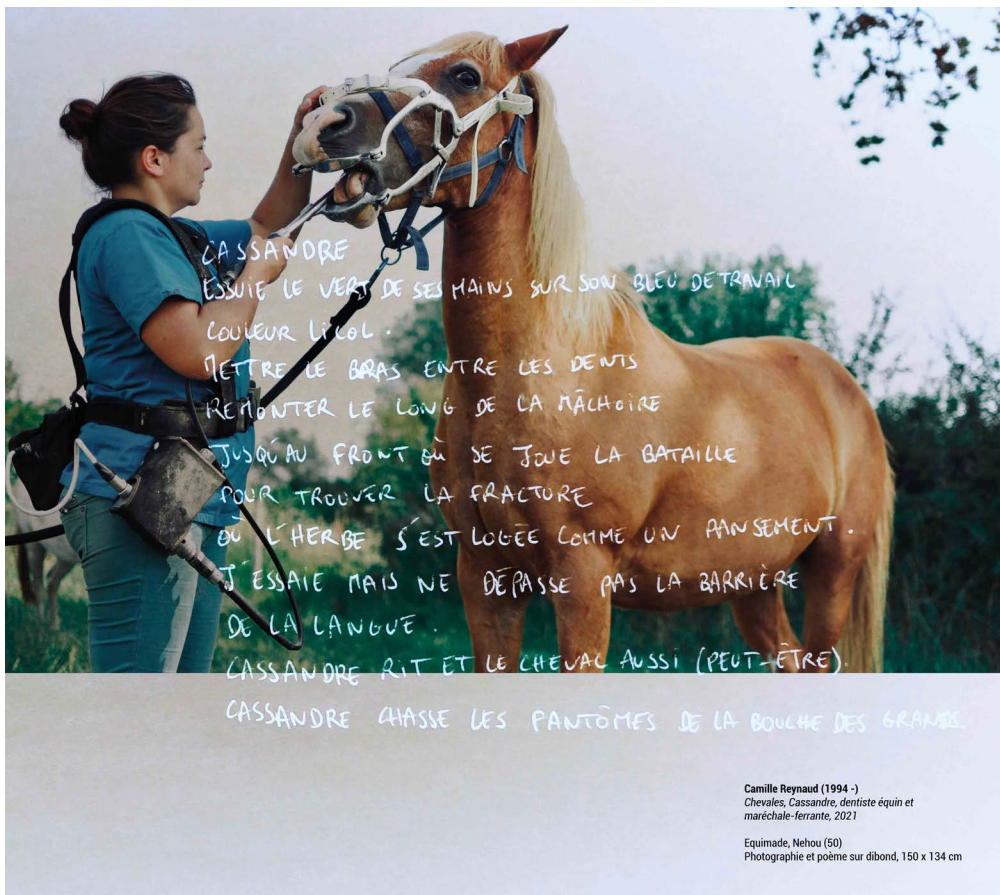 CASSANDRE
ESSUIE LE VERT DE SES MAINS SUR SON BLEU DE TRAVAIL
COULEUR LICOL.
METTRE LE BRAS ENTRE LES DENTS
REMONTER LE LONG DE LA MÂCHOIRE
JUSQU'AU FRONT OÙ SE JOUE LA BATAILLE
POUR TROUVER LA FRACTURE
OÙ L'HERBE S'EST LOGÉE COMME UN PANSEMENT.
J'ESSAIE MAIS NE DÉPASSE PAS LA BARRIÈRE
DE LA LANGUE.
CASSANDRE RIT ET LE CHEVAL AUSSI (PEUT-ÊTRE).
CASSANDRE CHASSE LES FANTÔMES DE LA BOUCHE DES GRANDS.
Camille Reynaud (1994 -)
Chevales, Cassandre, dentiste équin et
maréchale-ferrante, 2021
Equimade, Nehou (50)
Photographie et poème sur dibond, 150 x 134 cm